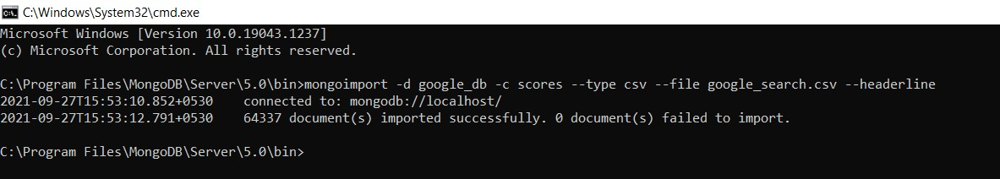 C:\Windows\System32\cmd.exe
Microsoft Windows [Version 10.0.19043.1237]
(c) Microsoft Corporation. All rights reserved.
C:\Program Files\MongoDB\Server\5.0\bin>mongoimport -d google_db -c scores --type csv --file google_search.csv --headerline
2021-09-27T15:53:10.852+0530    connected to: mongodb://localhost/
2021-09-27T15:53:12.791+0530    64337 document(s) imported successfully. 0 document(s) failed to import.
C:\Program Files\MongoDB\Server\5.0\bin>